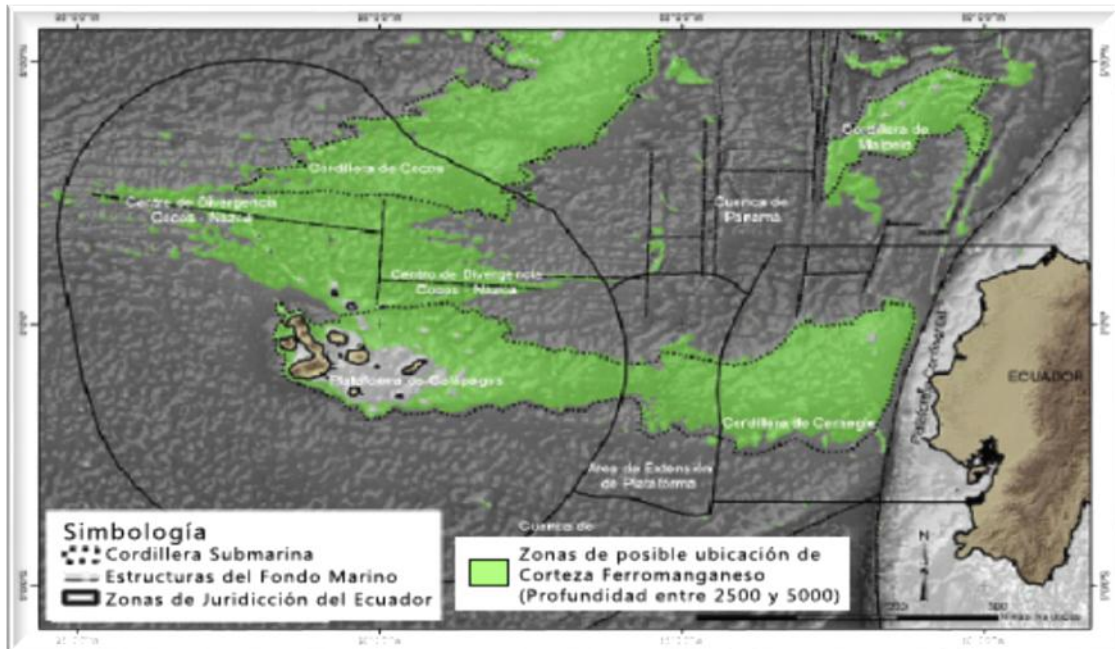 Cordillera de
Malpelo
Cordillera de Cocos
Centro de Divergencia
Cocos - Nazca
Cuenca de
Panamá
Centro de Divergencia
Cocos - Nazca
ECUADOR
Plataforma de Galápagos
Cordillera de Carnegie
Área de Extensión
de Plataforma
Cuenca de
N
Simbología
Cordillera Submarina
Estructuras del Fondo Marino
Zonas de Juridicción del Ecuador
Zonas de posible ubicación de
Corteza Ferromanganeso
(Profundidad entre 2500 y 5000)